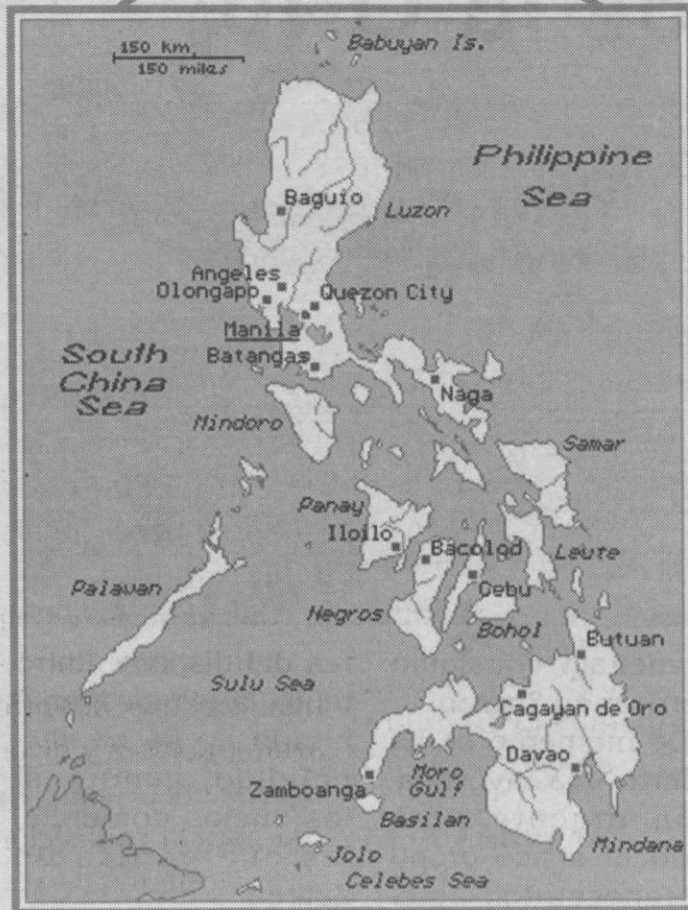 150 km.
150 miles
Babuyan Is.
Philippine
Sea
Baguio
Luzon
Angeles
Olongapo
Quezon City
Manila
Batangas
South
China
Sea
Naga
Mindoro
Samar
Panay
Iloilo
Bacolod
Leute
Palavan
Cebu
Negros
Bohol
Butuan
Sulu Sea
Cagayan de Oro
Davao
Moro
Gulf
Zamboanga
Basilan
Mindana
Jolo
Celebes Sea